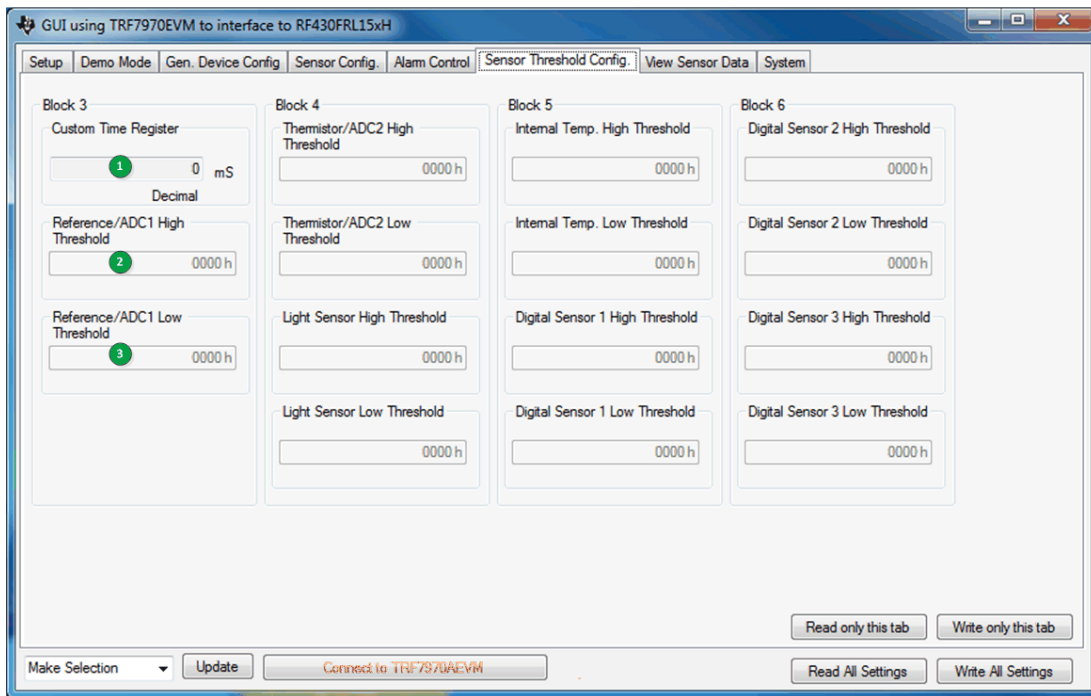 GUI using TRF7970EVM to interface to RF430FRL15xH
Setup Demo Mode Gen. Device Config Sensor Config. Alarm Control Sensor Threshold Config. View Sensor Data System
Block 3
Custom Time Register
1 0 mS
Decimal
Reference/ADC1 High
Threshold
2 0000 h
Reference/ADC1 Low
Threshold
3 0000 h
Block 4
Thermistor/ADC2 High
Threshold
0000 h
Thermistor/ADC2 Low
Threshold
0000 h
Light Sensor High Threshold
0000 h
Light Sensor Low Threshold
0000 h
Block 5
Internal Temp. High Threshold
0000 h
Internal Temp. Low Threshold
0000 h
Digital Sensor 1 High Threshold
0000 h
Digital Sensor 1 Low Threshold
0000 h
Block 6
Digital Sensor 2 High Threshold
0000 h
Digital Sensor 2 Low Threshold
0000 h
Digital Sensor 3 High Threshold
0000 h
Digital Sensor 3 Low Threshold
0000 h
Read only this tab Write only this tab
Make Selection Update Connect to TRF7970AEVM Read All Settings Write All Settings